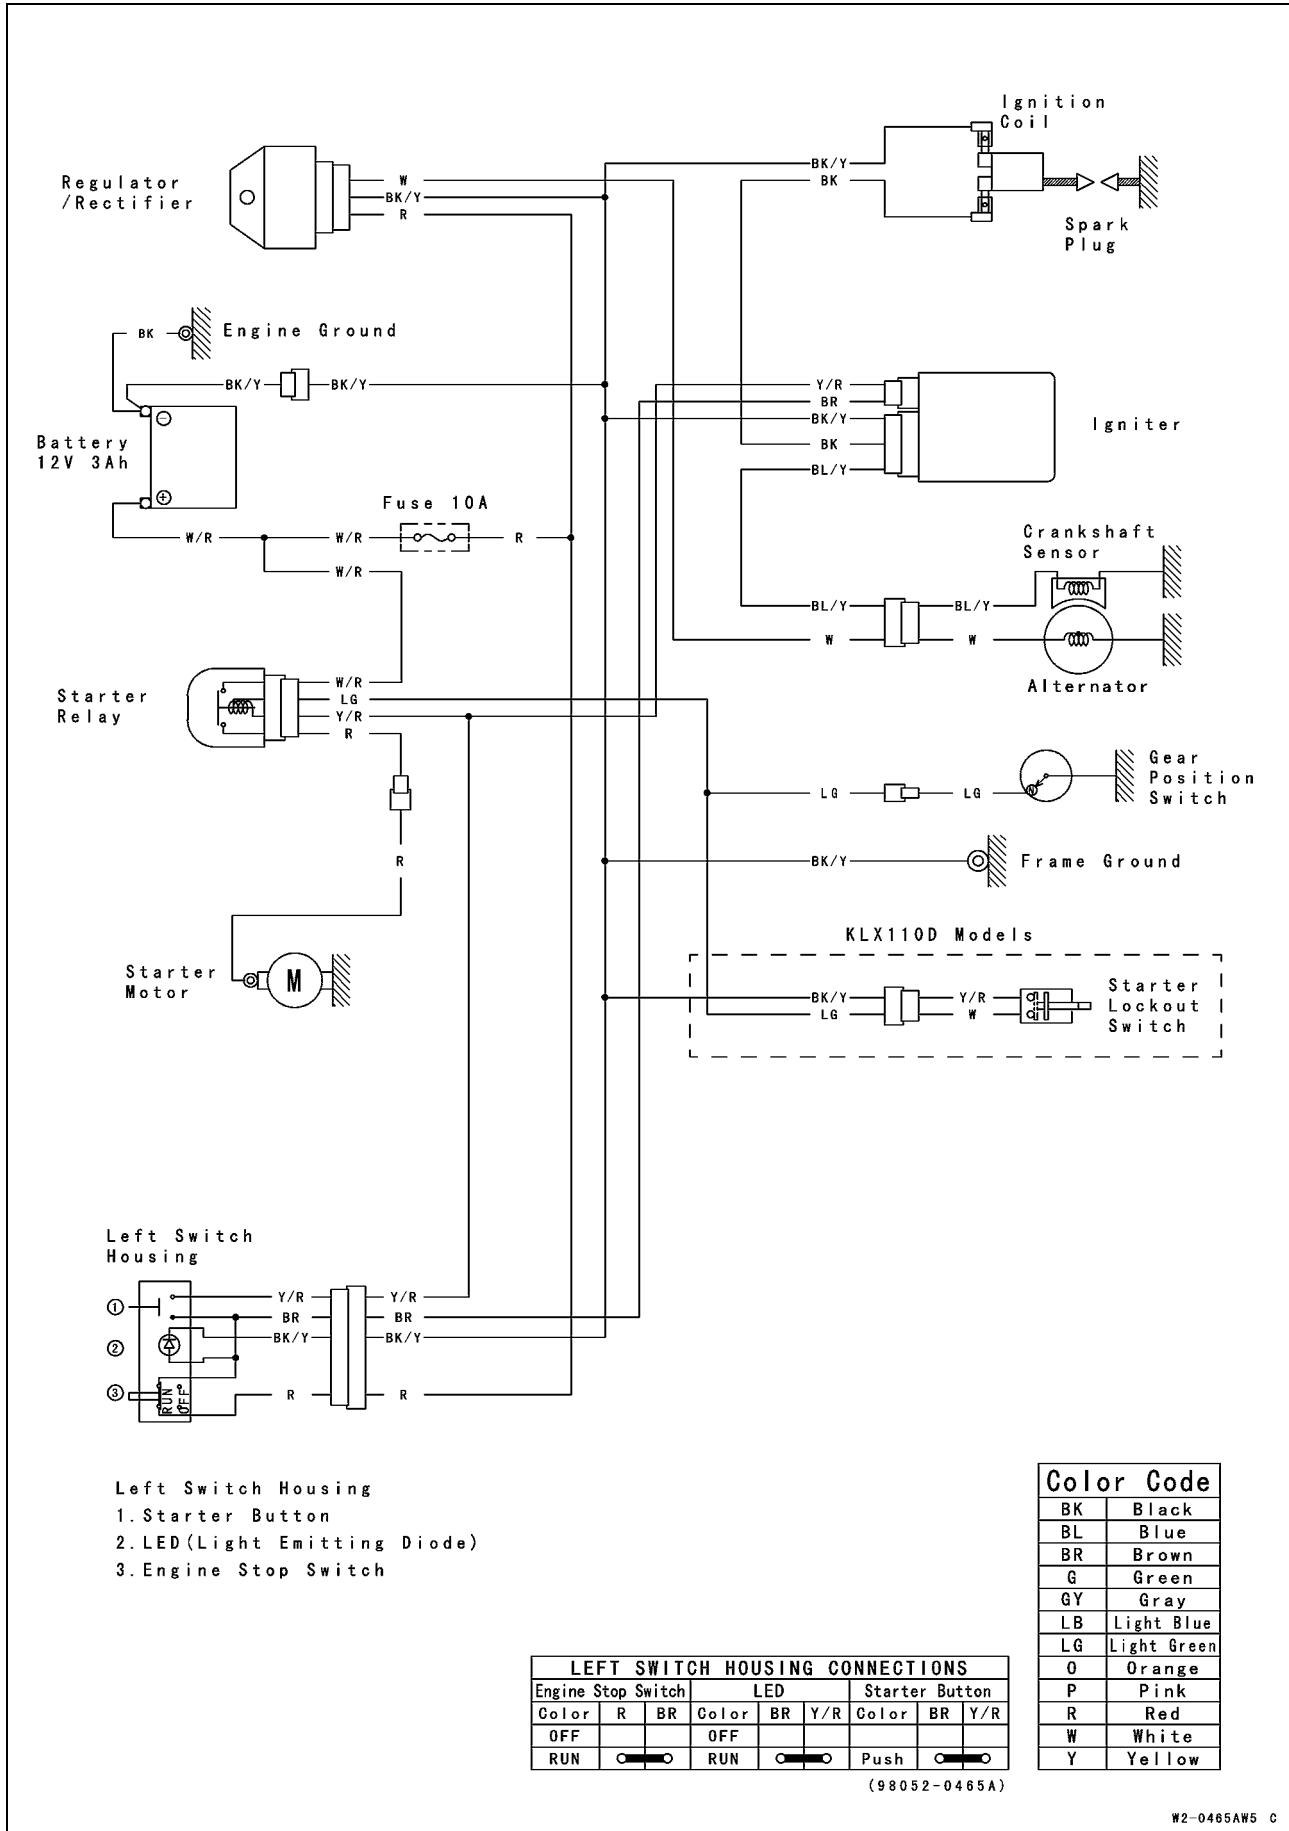 Ignition
Coil
Regulator
/Rectifier
W
BK/Y
R
BK/Y
BK
Spark
Plug
BK
Engine Ground
BK/Y
BK/Y
Y/R
BR
BK/Y
BK
BL/Y
Igniter
Battery
12V 3Ah
Fuse 10A
W/R
W/R
R
W/R
Crankshaft
Sensor
BL/Y
BL/Y
W
W
Alternator
Starter
Relay
W/R
LG
Y/R
R
Gear
Position
Switch
LG
LG
N
R
BK/Y
Frame Ground
KLX110D Models
Starter
Motor
M
BK/Y
LG
Y/R
W
Starter
Lockout
Switch
Left Switch
Housing
1
Y/R
Y/R
BR
BR
2
BK/Y
BK/Y
3
RUN
OFF
R
R
Left Switch Housing
1.Starter Button
2.LED(Light Emitting Diode)
3.Engine Stop Switch
Color Code
BK Black
BL Blue
BR Brown
G Green
GY Gray
LB Light Blue
LG Light Green
O Orange
P Pink
R Red
W White
Y Yellow
LEFT SWITCH HOUSING CONNECTIONS
Engine Stop Switch LED Starter Button
Color R BR Color BR Y/R Color BR Y/R
OFF OFF
RUN RUN Push
(98052-0465A)
W2-0465AW5 C